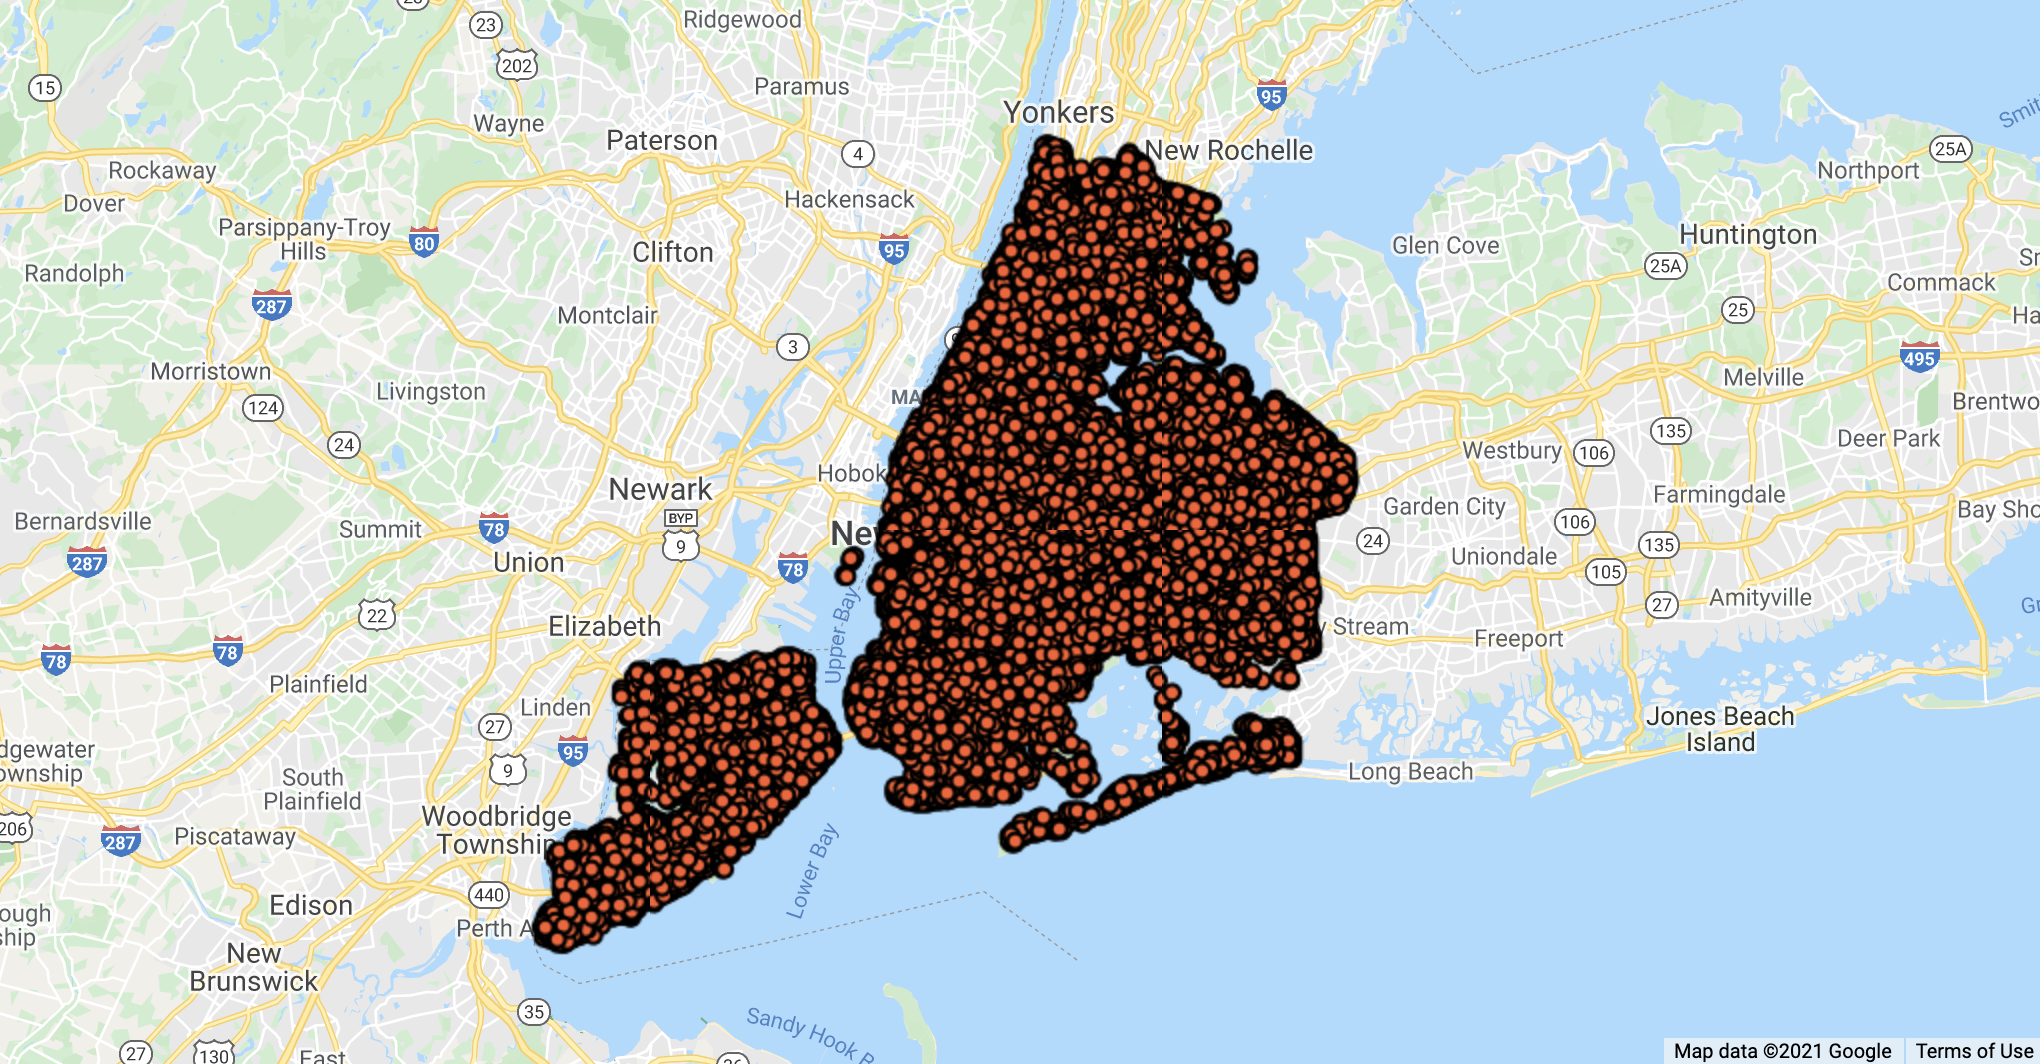 23
Ridgewood
202
15
Paramus
95
Yonkers
Wayne
Paterson
4
New Rochelle
25A
Rockaway
Northport
Dover
Hackensack
Parsippany-Troy
Hills
80
95
Clifton
Glen Cove
Huntington
25A
Randolph
287
Commack
25
Montclair
3
495
Morristown
Livingston
124
MA
Melville
Brentwo
24
135
Deer Park
Westbury
106
Hobok
Newark
Garden City
Farmingdale
Bernardsville
Summit
78
BYP
9
New
106
Bay Sho
24
135
Uniondale
287
Union
78
105
22
Amityville
27
Upper Bay
Elizabeth
y Stream
Freeport
78
78
Plainfield
Linden
27
Jones Beach
Island
95
dgewater
ownship
9
South
Plainfield
Long Beach
206
287
Piscataway
Woodbridge
Township
Lower Bay
440
Edison
Perth A
ough
ship
New
Brunswick
35
Sandy Hook B
27
130
East
Map data ©2021 Google
Terms of Use